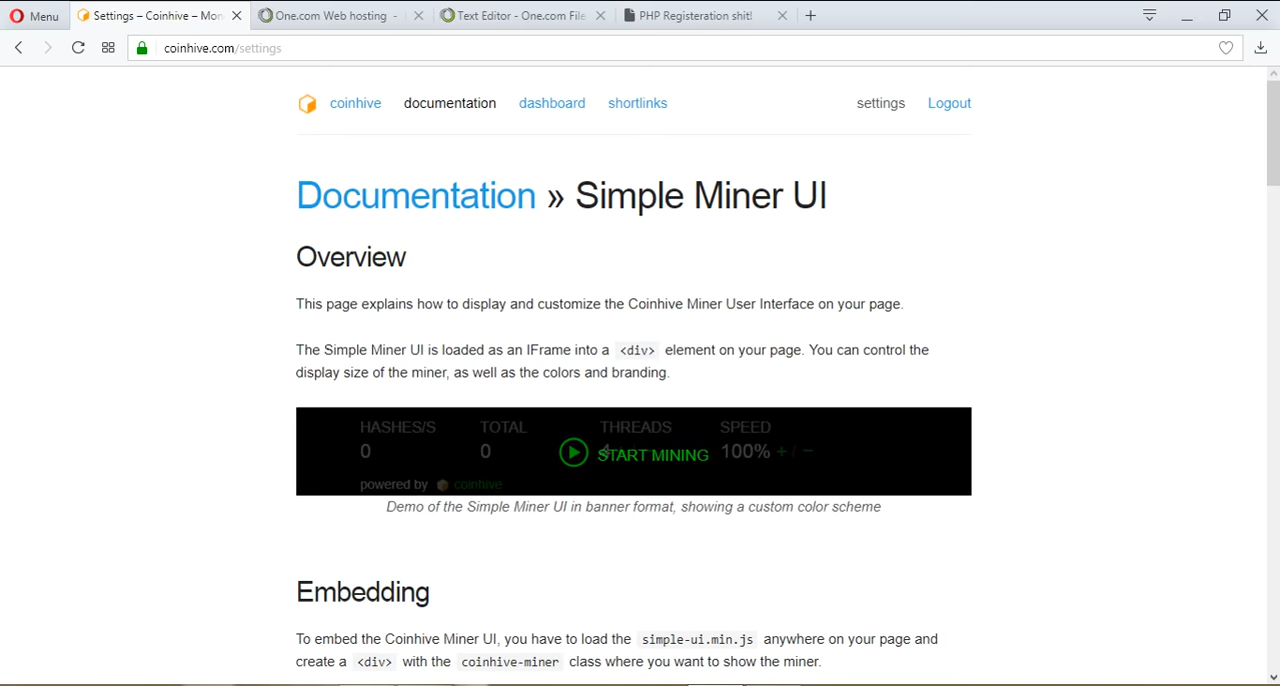 Menu
Settings – Coinhive – Mon
One.com Web hosting -
Text Editor - One.com File
PHP Registeration shit!
coinhive.com/settings
coinhive documentation dashboard shortlinks settings Logout
Documentation » Simple Miner UI
Overview
This page explains how to display and customize the Coinhive Miner User Interface on your page.
The Simple Miner UI is loaded as an IFrame into a <div> element on your page. You can control the
display size of the miner, as well as the colors and branding.
HASHES/S TOTAL THREADS SPEED
0 0 4 100% + / −
START MINING
powered by coinhive
Demo of the Simple Miner UI in banner format, showing a custom color scheme
Embedding
To embed the Coinhive Miner UI, you have to load the simple-ui.min.js anywhere on your page and
create a <div> with the coinhive-miner class where you want to show the miner.